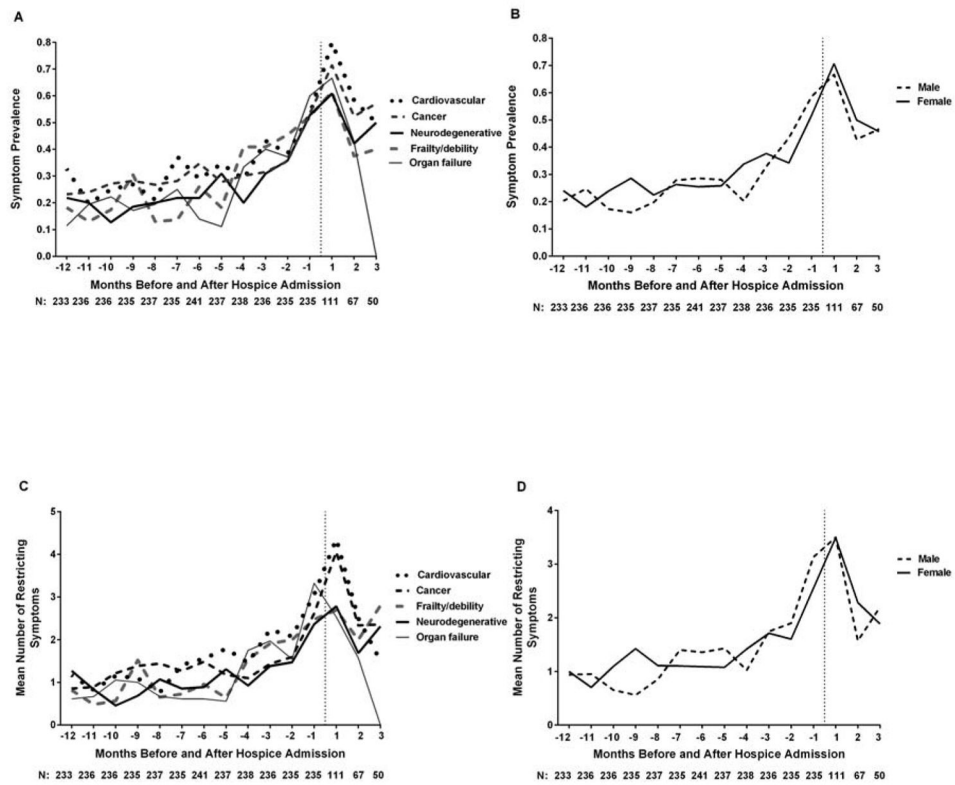 A
Symptom Prevalence
0.8
0.7
0.6
0.5
0.4
0.3
0.2
0.1
0.0
-12 -11 -10 -9 -8 -7 -6 -5 -4 -3 -2 -1 1 2 3
Months Before and After Hospice Admission
N: 233 236 236 235 237 235 241 237 238 236 235 235 111 67 50
Cardiovascular
Cancer
Neurodegenerative
Frailty/debility
Organ failure
B
Symptom Prevalence
0.8
0.7
0.6
0.5
0.4
0.3
0.2
0.1
0.0
-12 -11 -10 -9 -8 -7 -6 -5 -4 -3 -2 -1 1 2 3
Months Before and After Hospice Admission
N: 233 236 236 235 237 235 241 237 238 236 235 235 111 67 50
Male
Female
C
Mean Number of Restricting
Symptoms
5
4
3
2
1
0
-12 -11 -10 -9 -8 -7 -6 -5 -4 -3 -2 -1 1 2 3
Months Before and After Hospice Admission
N: 233 236 236 235 237 235 241 237 238 236 235 235 111 67 50
Cardiovascular
Cancer
Frailty/debility
Neurodegenerative
Organ failure
D
Mean Number of Restricting
Symptoms
4
3
2
1
0
-12 -11 -10 -9 -8 -7 -6 -5 -4 -3 -2 -1 1 2 3
Months Before and After Hospice Admission
N: 233 236 236 235 237 235 241 237 238 236 235 235 111 67 50
Male
Female